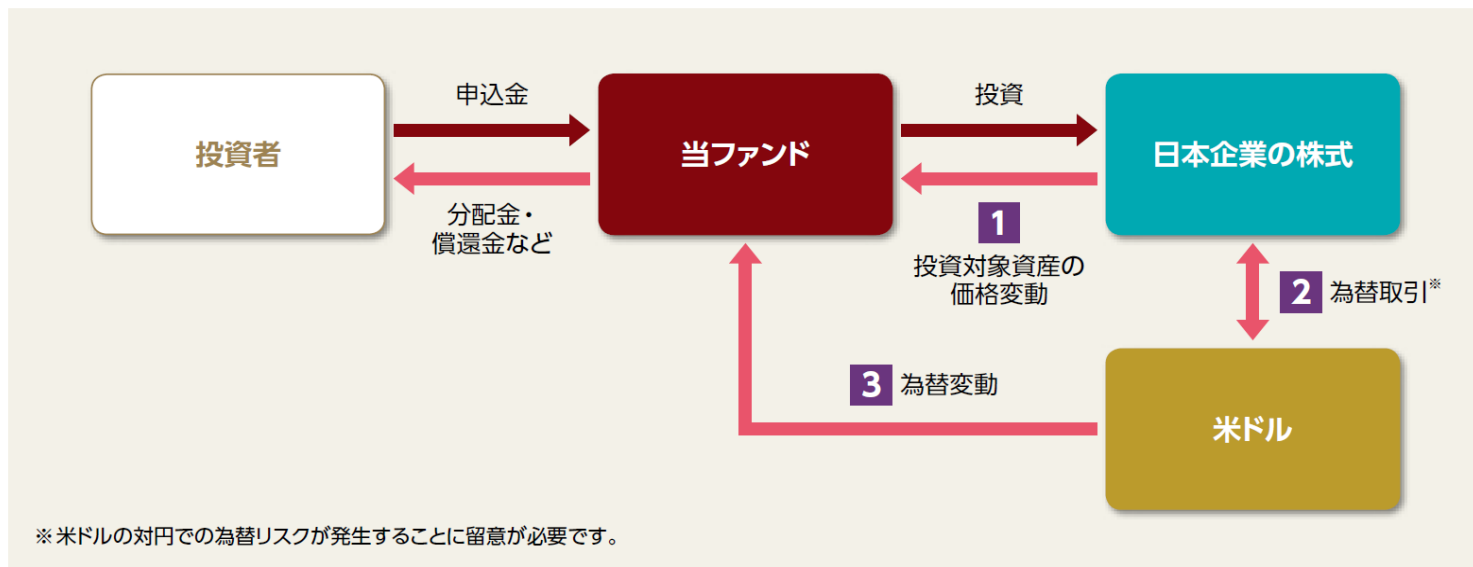 申込金
投資
投資者
当ファンド
日本企業の株式
分配金・
償還金など
1
投資対象資産の
価格変動
2 為替取引※
3 為替変動
米ドル
※米ドルの対円での為替リスクが発生することに留意が必要です。